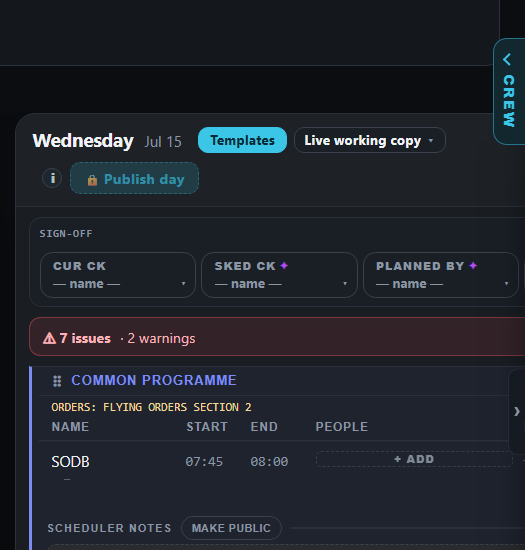 CREW
Wednesday Jul 15 Templates Live working copy
i Publish day
SIGN-OFF
CUR CK SKED CK PLANNED BY
— name — — name — — name —
7 issues · 2 warnings
COMMON PROGRAMME
ORDERS: FLYING ORDERS SECTION 2
NAME START END PEOPLE
SODB 07:45 08:00 + ADD
—
SCHEDULER NOTES MAKE PUBLIC